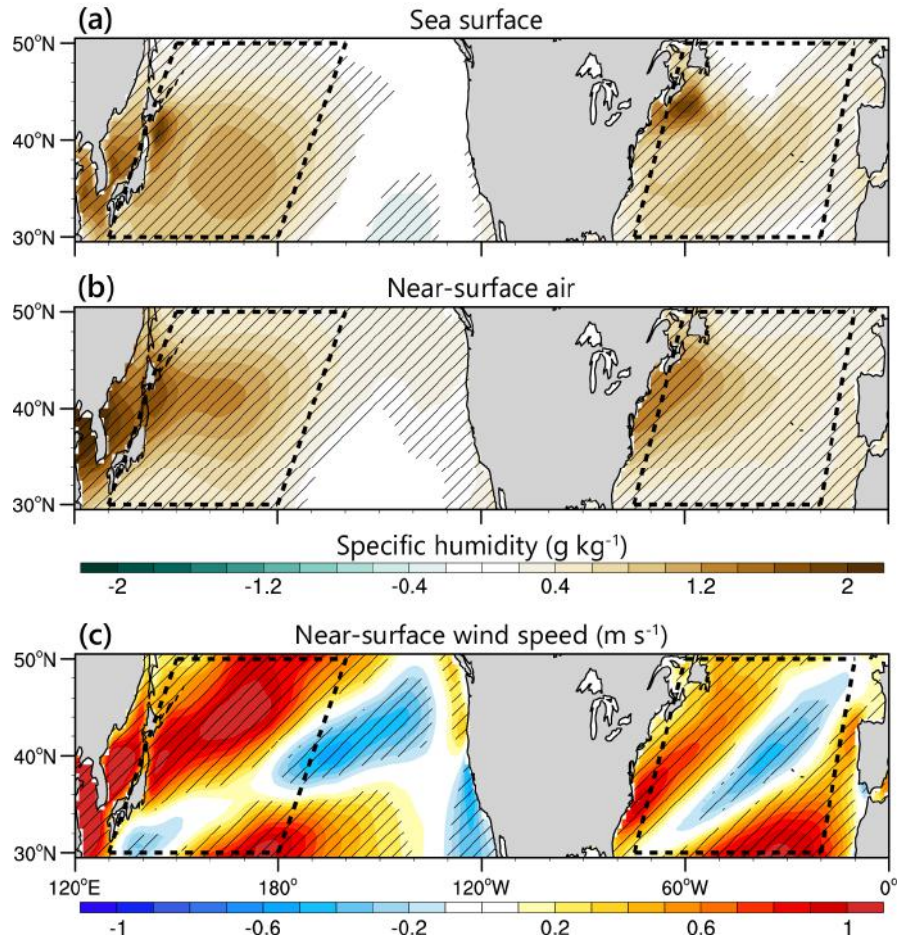 (a) Sea surface
50°N
40°N
30°N
(b) Near-surface air
50°N
40°N
30°N
Specific humidity (g kg⁻¹)
-2 -1.2 -0.4 0.4 1.2 2
(c) Near-surface wind speed (m s⁻¹)
50°N
40°N
30°N
120°E 180° 120°W 60°W 0°
-1 -0.6 -0.2 0.2 0.6 1